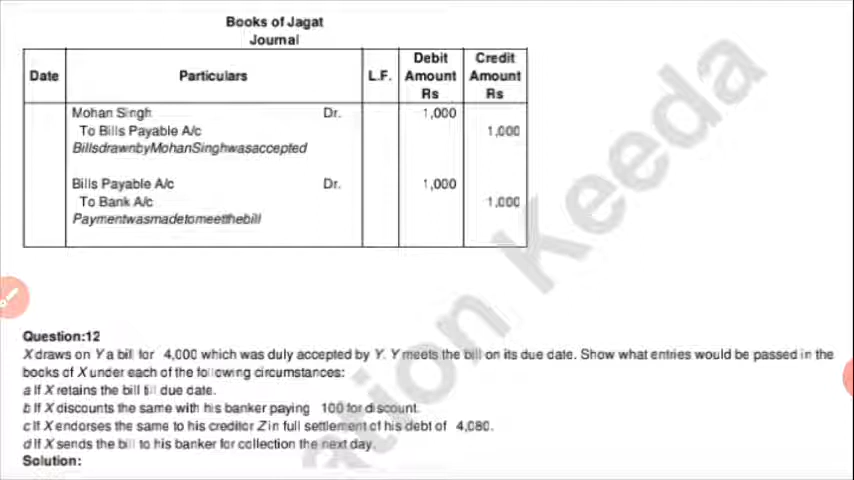 Books of Jagat
Journal
Date Particulars L.F. Debit Amount Rs Credit Amount Rs
Mohan Singh Dr. 1,000
To Bills Payable A/c 1,000
BillsdrawnbyMohanSinghwasaccepted
Bills Payable A/c Dr. 1,000
To Bank A/c 1,000
Paymentwasmadetomeetthebill
Question:12
X draws on Y a bill for 4,000 which was duly accepted by Y. Y meets the bill on its due date. Show what entries would be passed in the
books of X under each of the following circumstances:
a If X retains the bill till due date.
b If X discounts the same with his banker paying 100 for discount.
c If X endorses the same to his creditor Z in full settlement of his debt of 4,080.
d If X sends the bill to his banker for collection the next day.
Solution:
ation Keeda